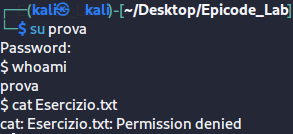 ┌──(kali㉿kali)-[~/Desktop/Epicode_Lab]
└─$ su prova
Password:
$ whoami
prova
$ cat Esercizio.txt
cat: Esercizio.txt: Permission denied